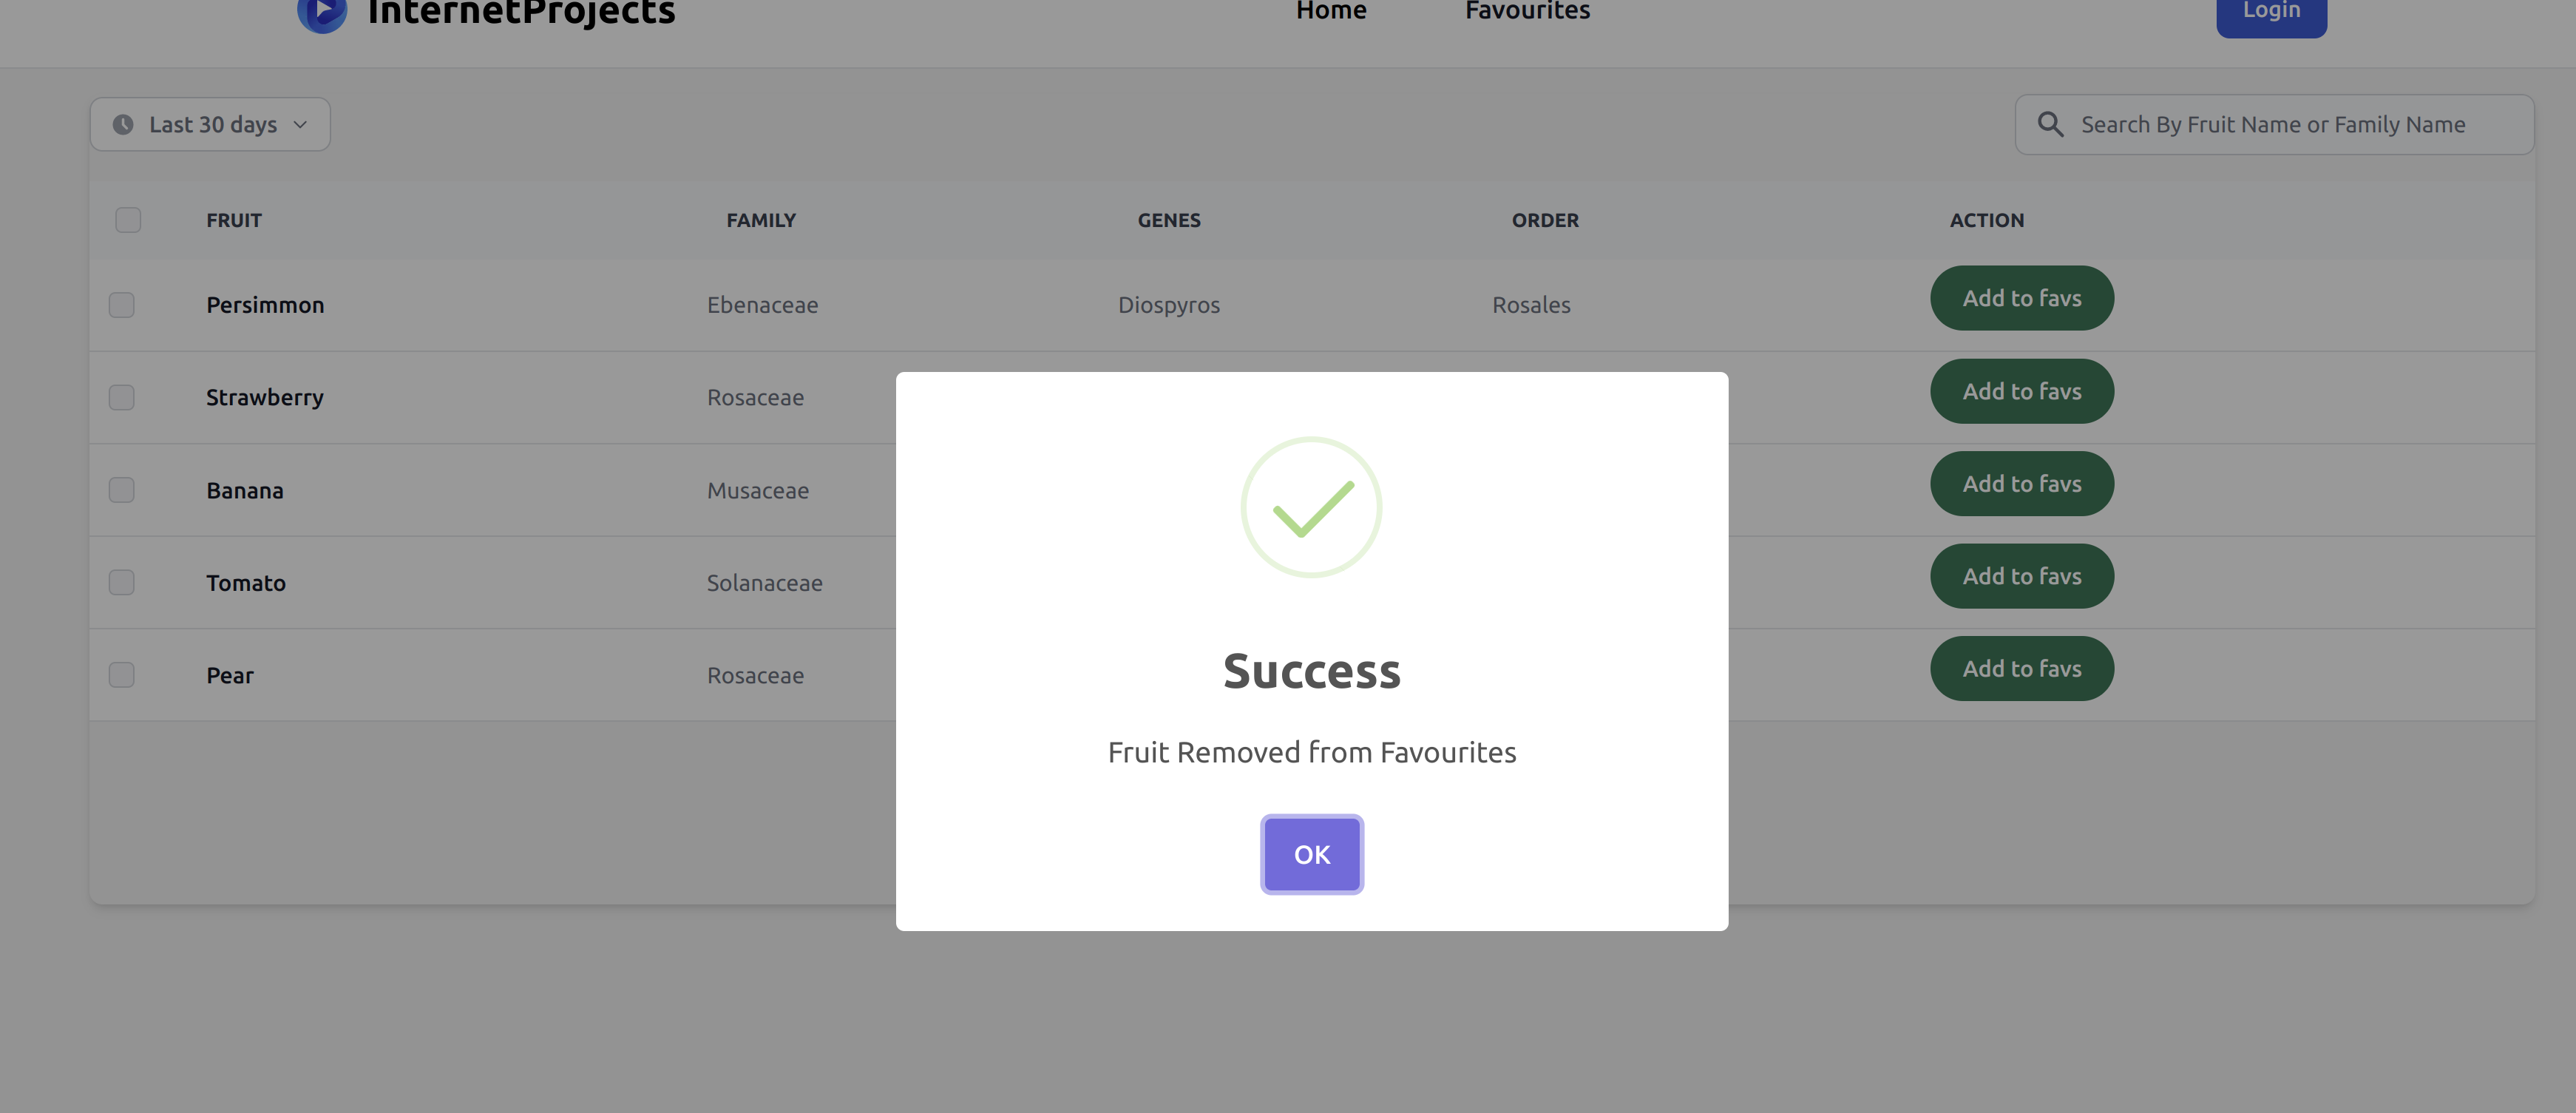 InternetProjects
Home
Favourites
Login
Last 30 days
Search By Fruit Name or Family Name
FRUIT FAMILY GENES ORDER ACTION
Persimmon Ebenaceae Diospyros Rosales Add to favs
Strawberry Rosaceae Add to favs
Banana Musaceae Add to favs
Tomato Solanaceae Add to favs
Pear Rosaceae Add to favs
Success
Fruit Removed from Favourites
OK